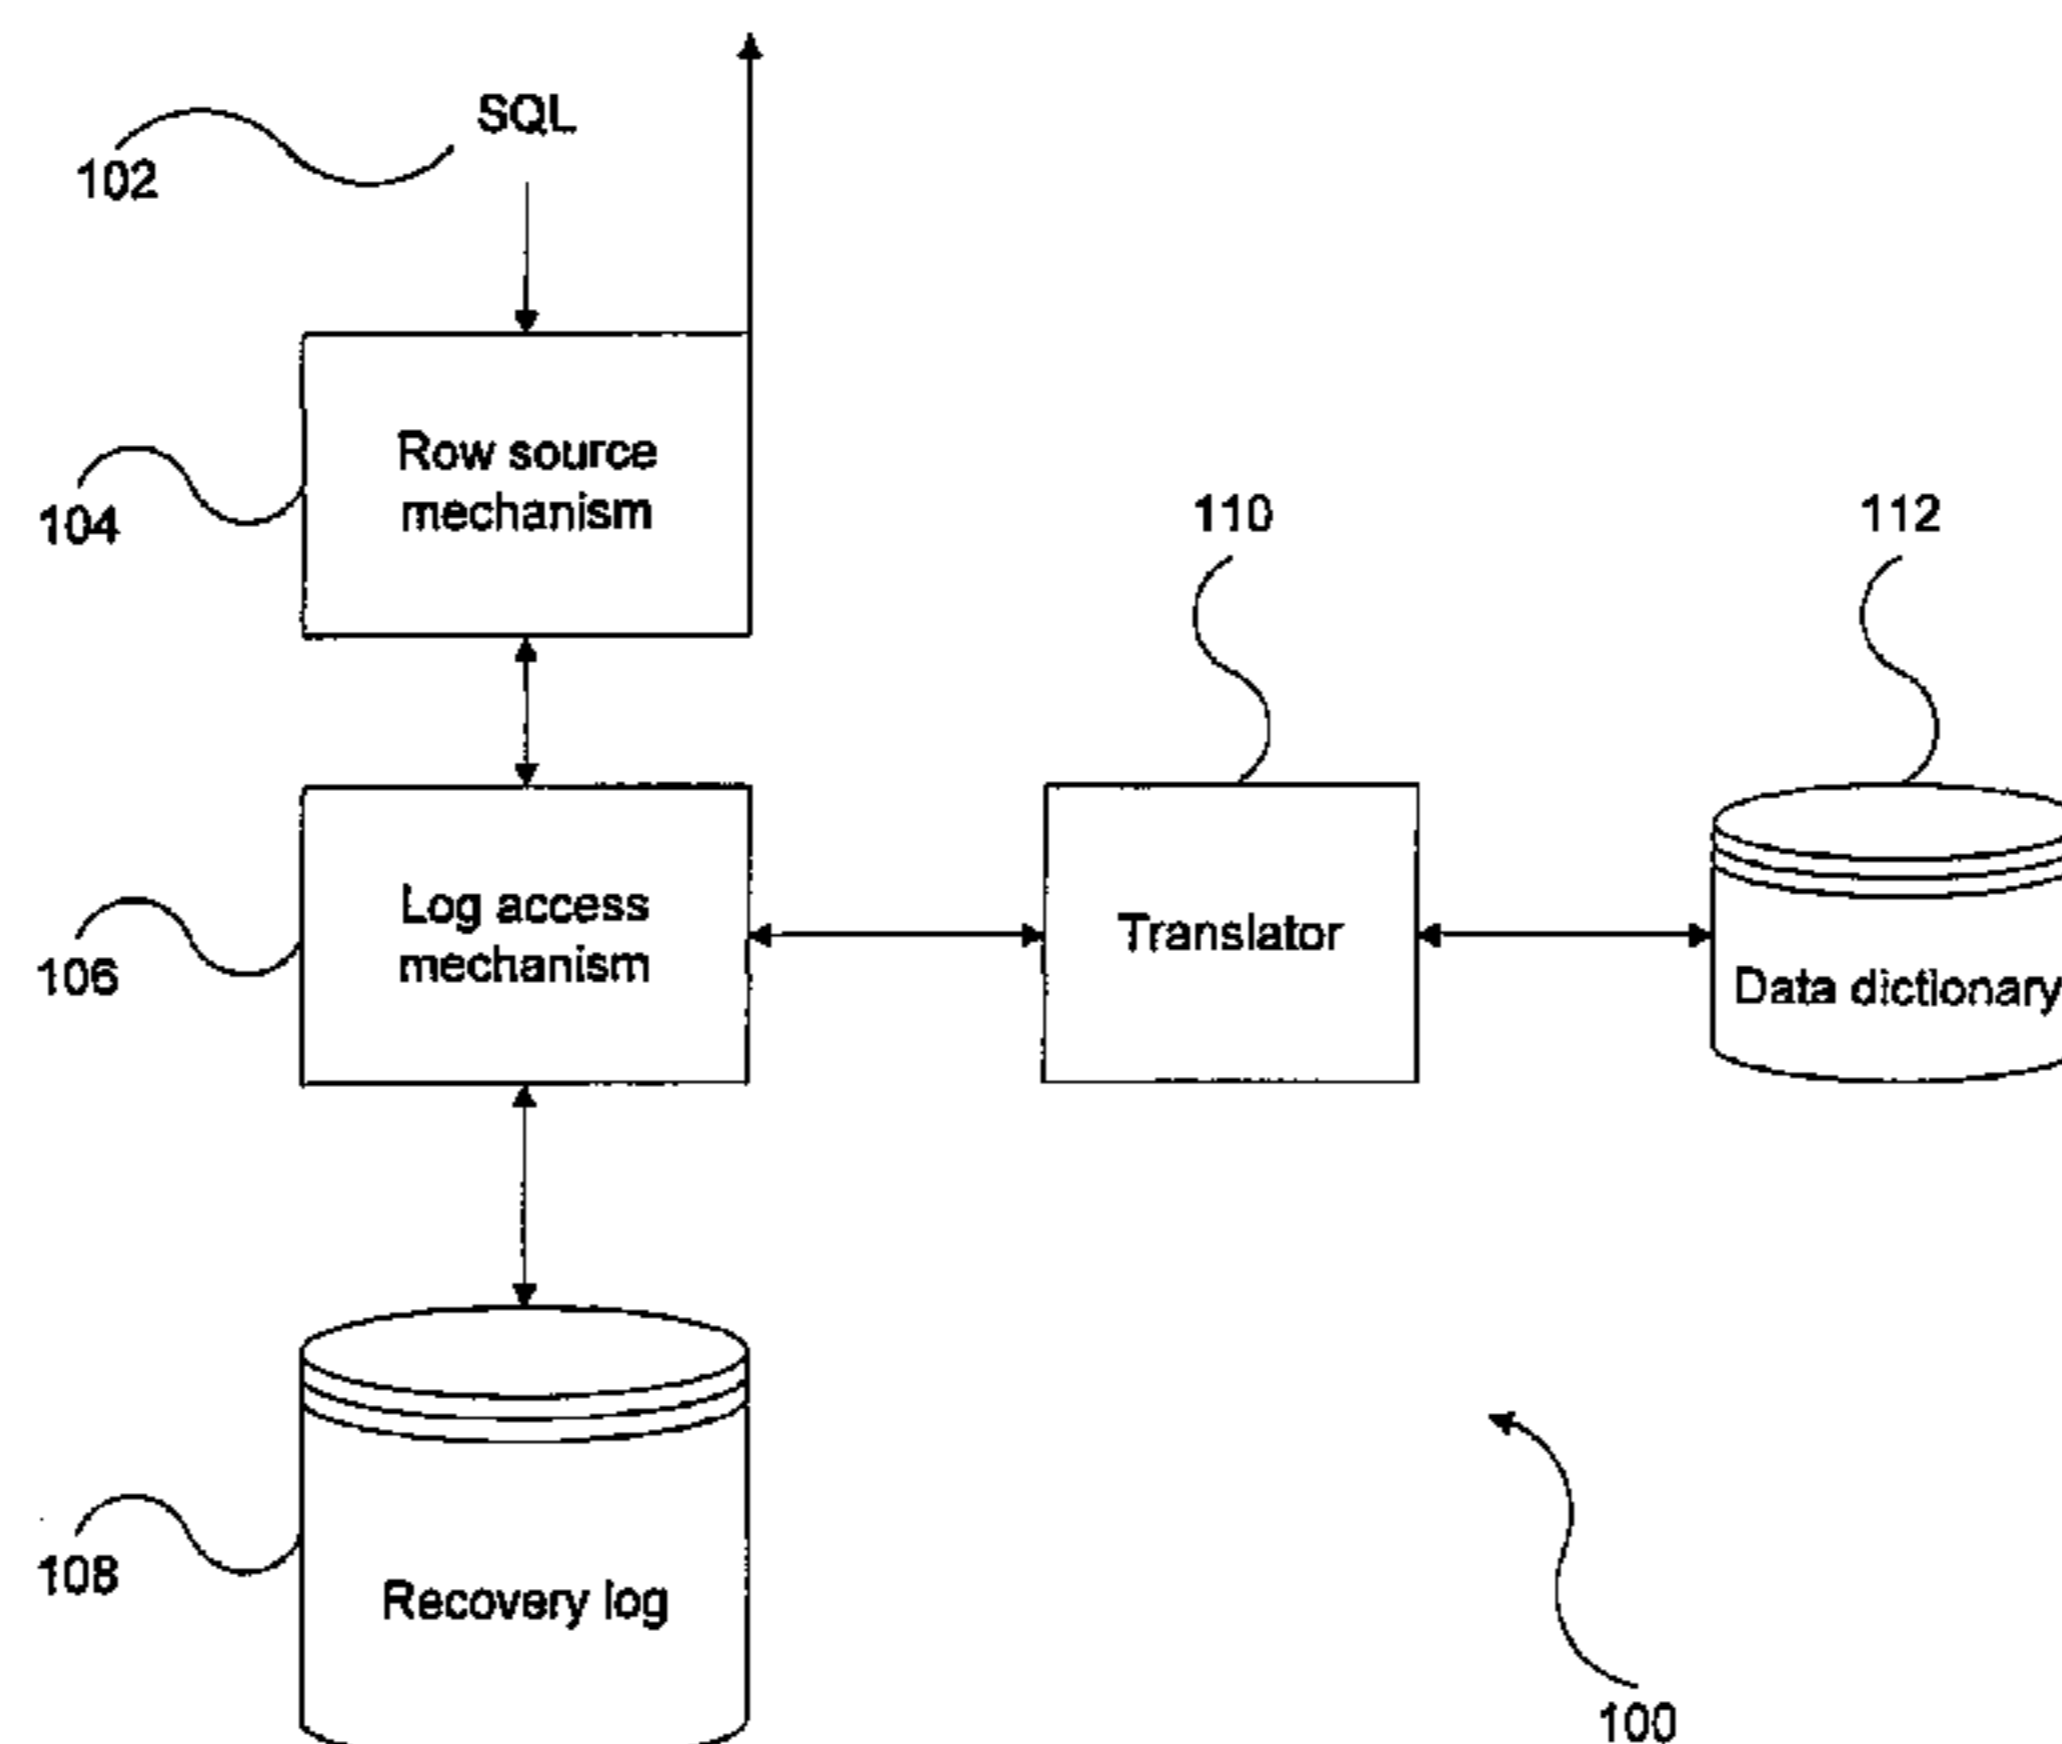 SQL
102
Row source
mechanism
104
110
112
Log access
mechanism
106
Translator
Data dictionary
108
Recovery log
100